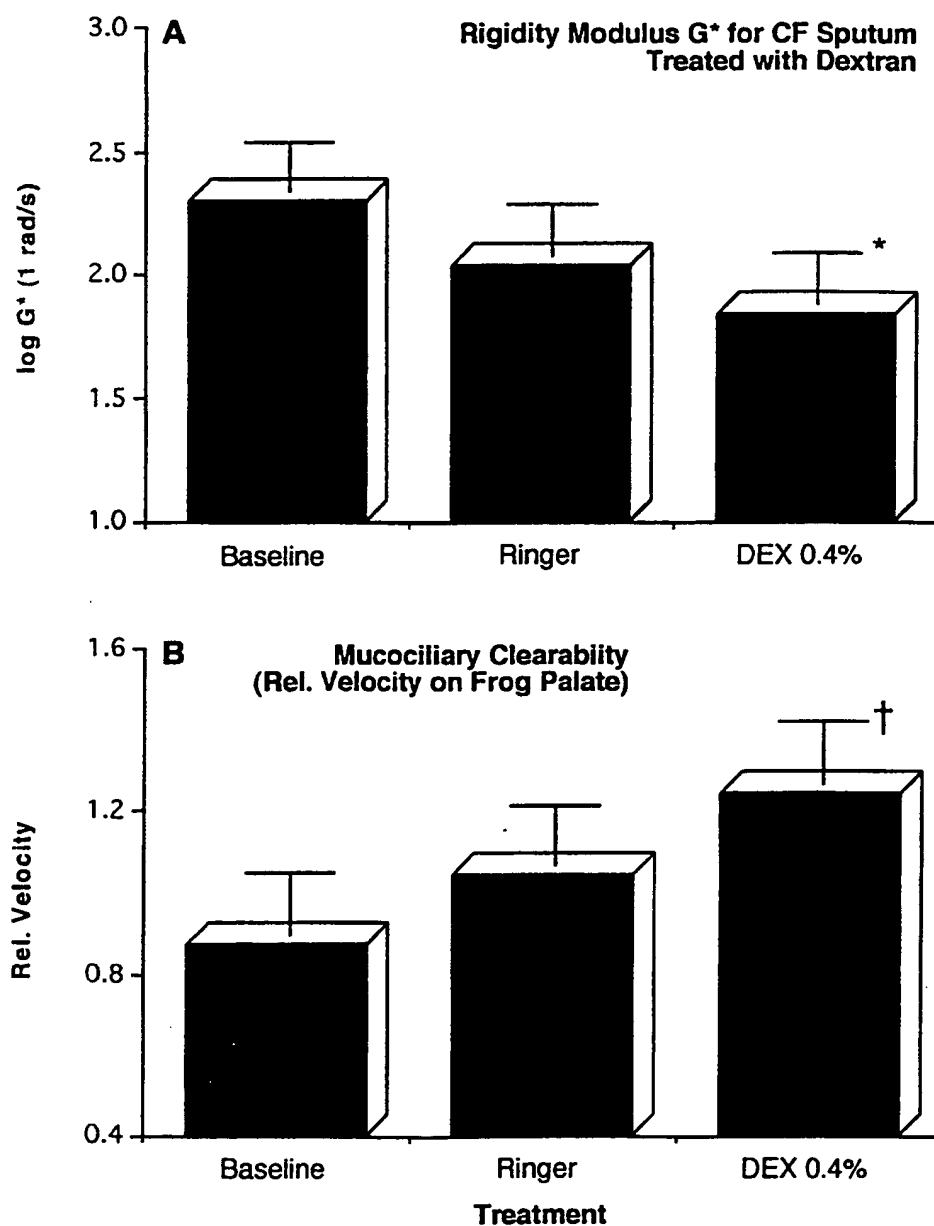 A
Rigidity Modulus G* for CF Sputum
Treated with Dextran
log G* (1 rad/s)
3.0
2.5
2.0
1.5
1.0
*
Baseline
Ringer
DEX 0.4%
B
Mucociliary Clearabiity
(Rel. Velocity on Frog Palate)
Rel. Velocity
1.6
1.2
0.8
0.4
†
Baseline
Ringer
DEX 0.4%
Treatment